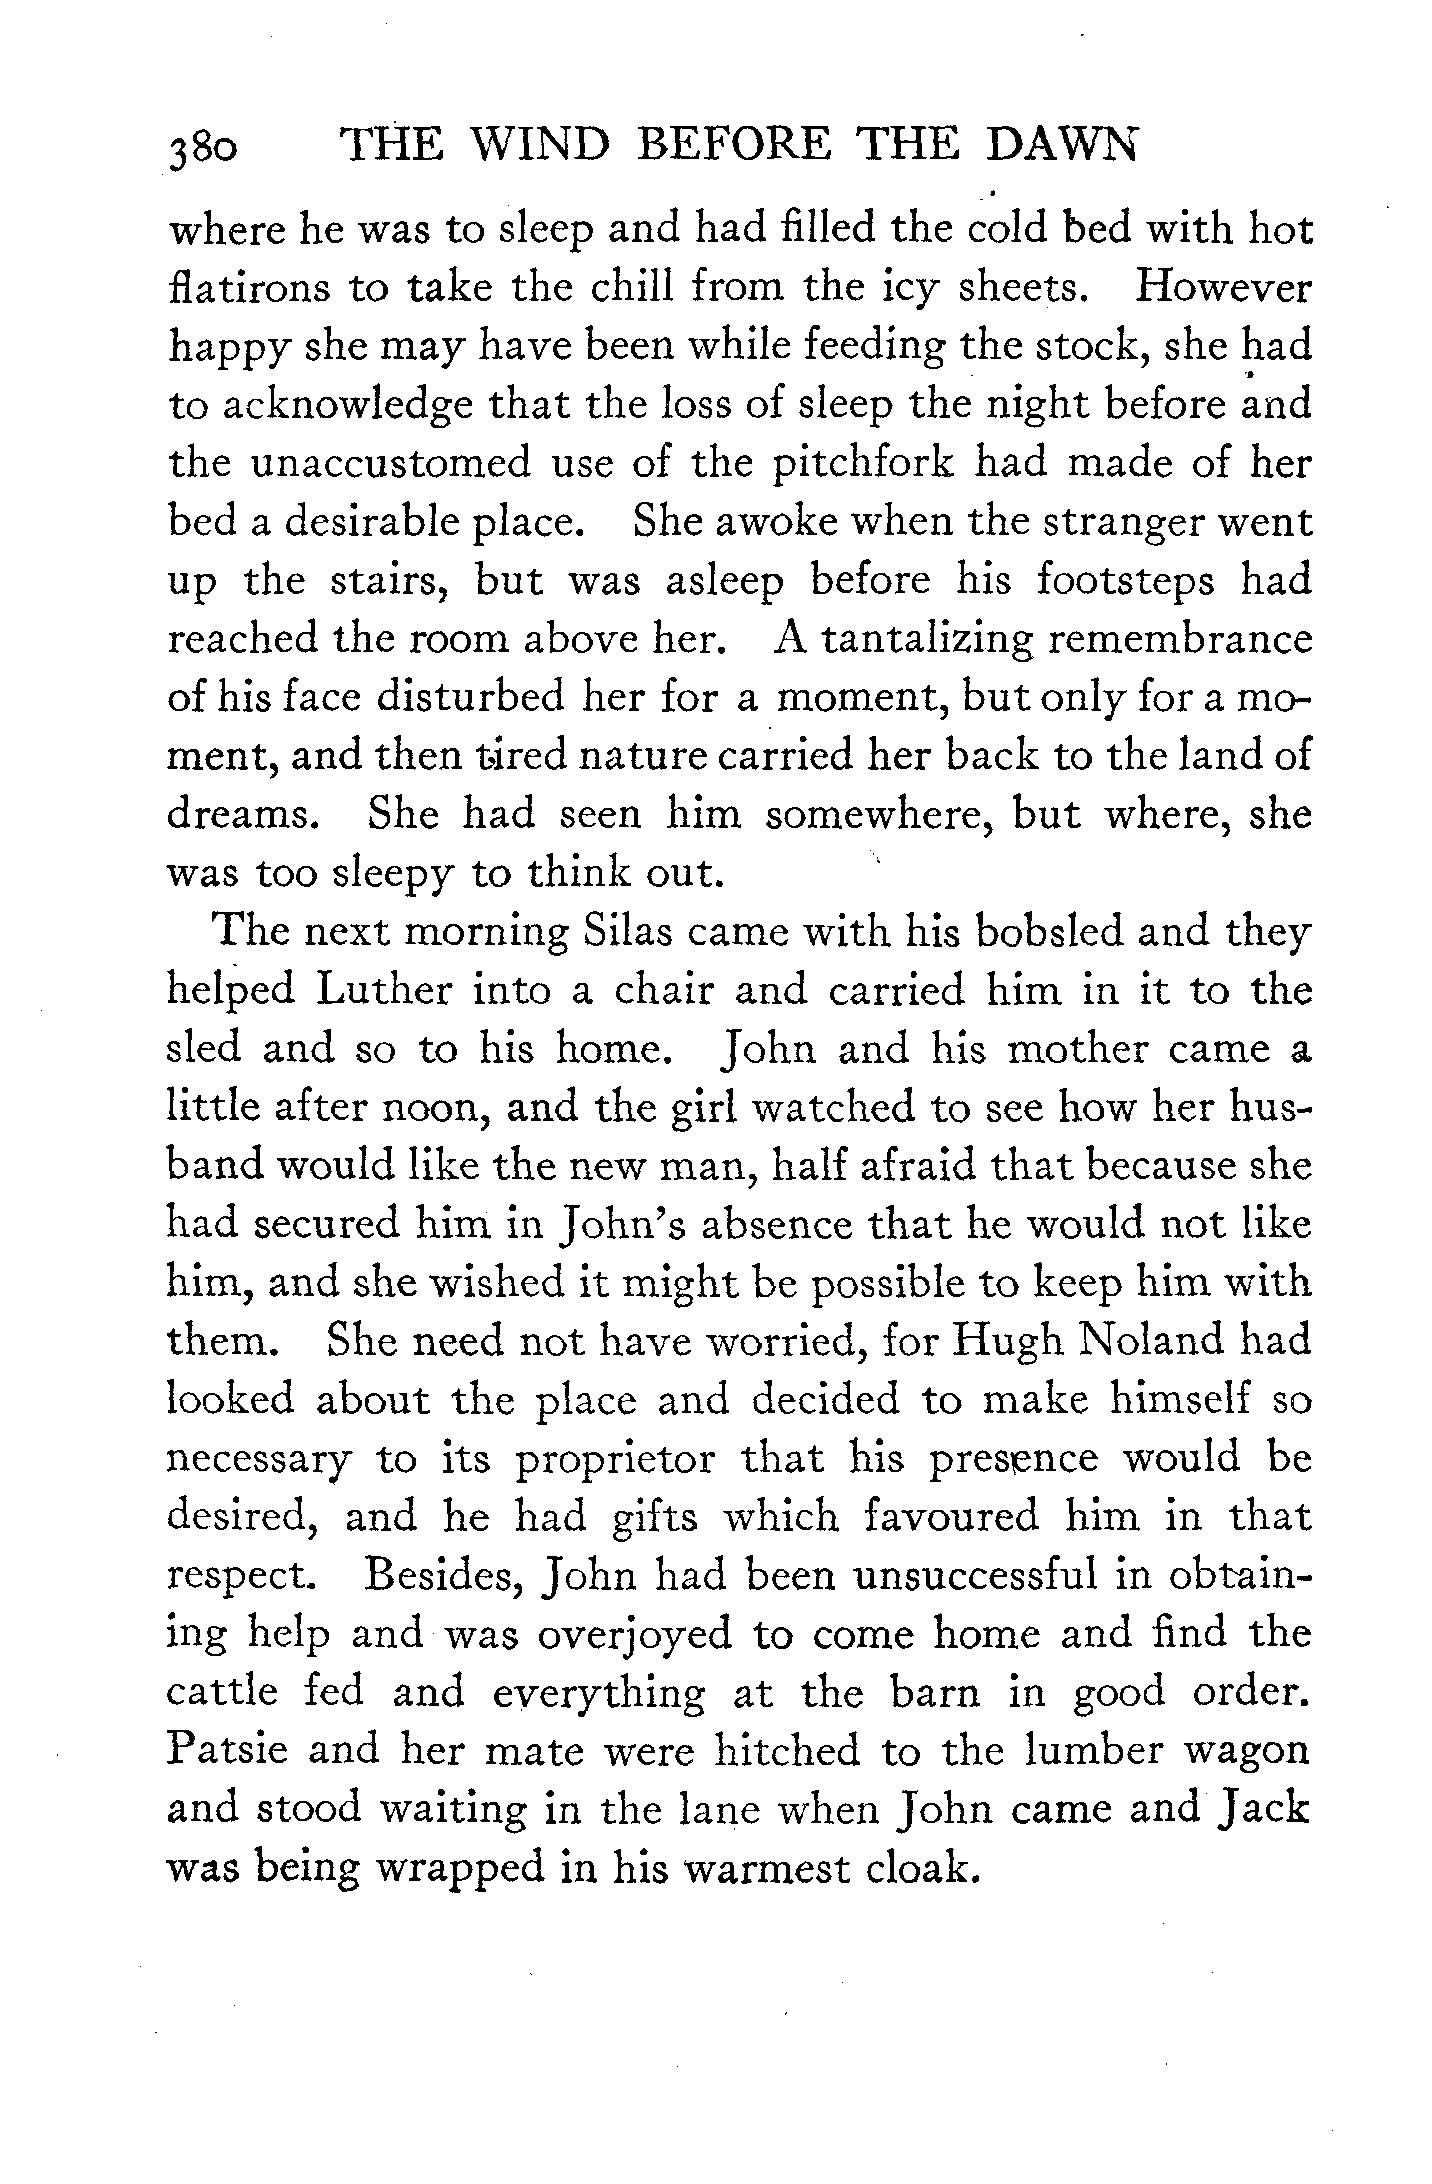 380 THE WIND BEFORE THE DAWN
where he was to sleep and had filled the cold bed with hot
flatirons to take the chill from the icy sheets. However
happy she may have been while feeding the stock, she had
to acknowledge that the loss of sleep the night before and
the unaccustomed use of the pitchfork had made of her
bed a desirable place. She awoke when the stranger went
up the stairs, but was asleep before his footsteps had
reached the room above her. A tantalizing remembrance
of his face disturbed her for a moment, but only for a mo-
ment, and then tired nature carried her back to the land of
dreams. She had seen him somewhere, but where, she
was too sleepy to think out.
The next morning Silas came with his bobsled and they
helped Luther into a chair and carried him in it to the
sled and so to his home. John and his mother came a
little after noon, and the girl watched to see how her hus-
band would like the new man, half afraid that because she
had secured him in John's absence that he would not like
him, and she wished it might be possible to keep him with
them. She need not have worried, for Hugh Noland had
looked about the place and decided to make himself so
necessary to its proprietor that his presence would be
desired, and he had gifts which favoured him in that
respect. Besides, John had been unsuccessful in obtain-
ing help and was overjoyed to come home and find the
cattle fed and everything at the barn in good order.
Patsie and her mate were hitched to the lumber wagon
and stood waiting in the lane when John came and Jack
was being wrapped in his warmest cloak.